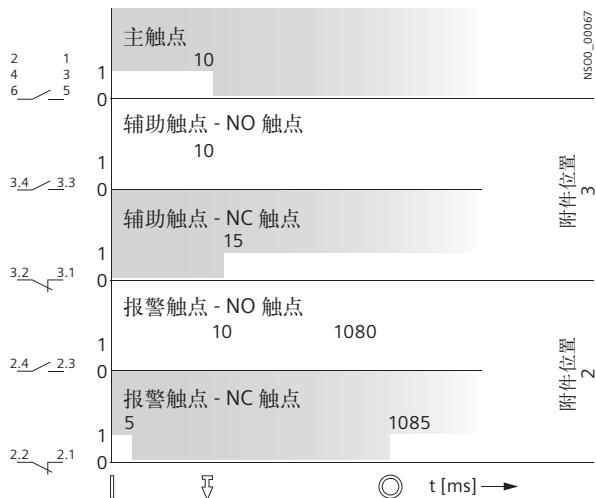 主触点
10
2 1
4 3
6 5
1
0
NSO0_00067
辅助触点 - NO 触点
10
1
3.4 3.3
0
附件位置
3
辅助触点 - NC 触点
15
1
3.2 3.1
0
报警触点 - NO 触点
10 1080
1
2.4 2.3
0
附件位置
2
报警触点 - NC 触点
5 1085
1
2.2 2.1
0
t [ms]